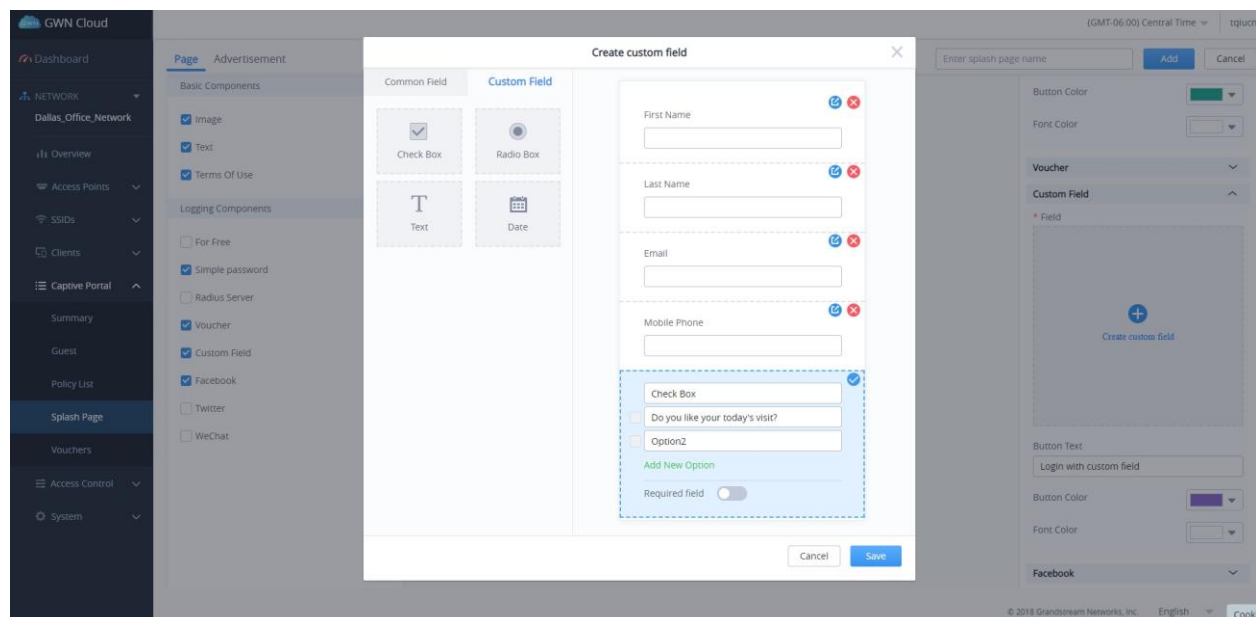 GWN Cloud
(GMT-06:00) Central Time
Dashboard
NETWORK
Dallas_Office_Network
Overview
Access Points
SSIDs
Clients
Captive Portal
Summary
Guest
Policy List
Splash Page
Vouchers
Access Control
System
Page Advertisement
Basic Components
Image
Text
Terms Of Use
Logging Components
For Free
Simple password
Radius Server
Voucher
Custom Field
Facebook
Twitter
WeChat
Create custom field
Common Field Custom Field
Check Box Radio Box
Text Date
First Name
Last Name
Email
Mobile Phone
Check Box
Do you like your today's visit?
Option2
Add New Option
Required field
Cancel Save
Enter splash page name Add Cancel
Button Color
Font Color
Voucher
Custom Field
* Field
Create custom field
Button Text
Login with custom field
Button Color
Font Color
Facebook
© 2018 Grandstream Networks, Inc. English